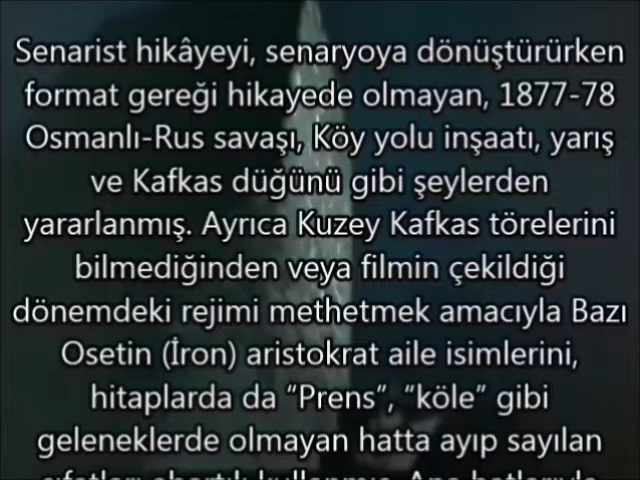 Senarist hikâyeyi, senaryoya dönüştürürken
format gereği hikayede olmayan, 1877-78
Osmanlı-Rus savaşı, Köy yolu inşaatı, yarış
ve Kafkas düğünü gibi şeylerden
yararlanmış. Ayrıca Kuzey Kafkas törelerini
bilmediğinden veya filmin çekildiği
dönemdeki rejimi methetmek amacıyla Bazı
Osetin (İron) aristokrat aile isimlerini,
hitaplarda da “Prens”, “köle” gibi
geleneklerde olmayan hatta ayıp sayılan